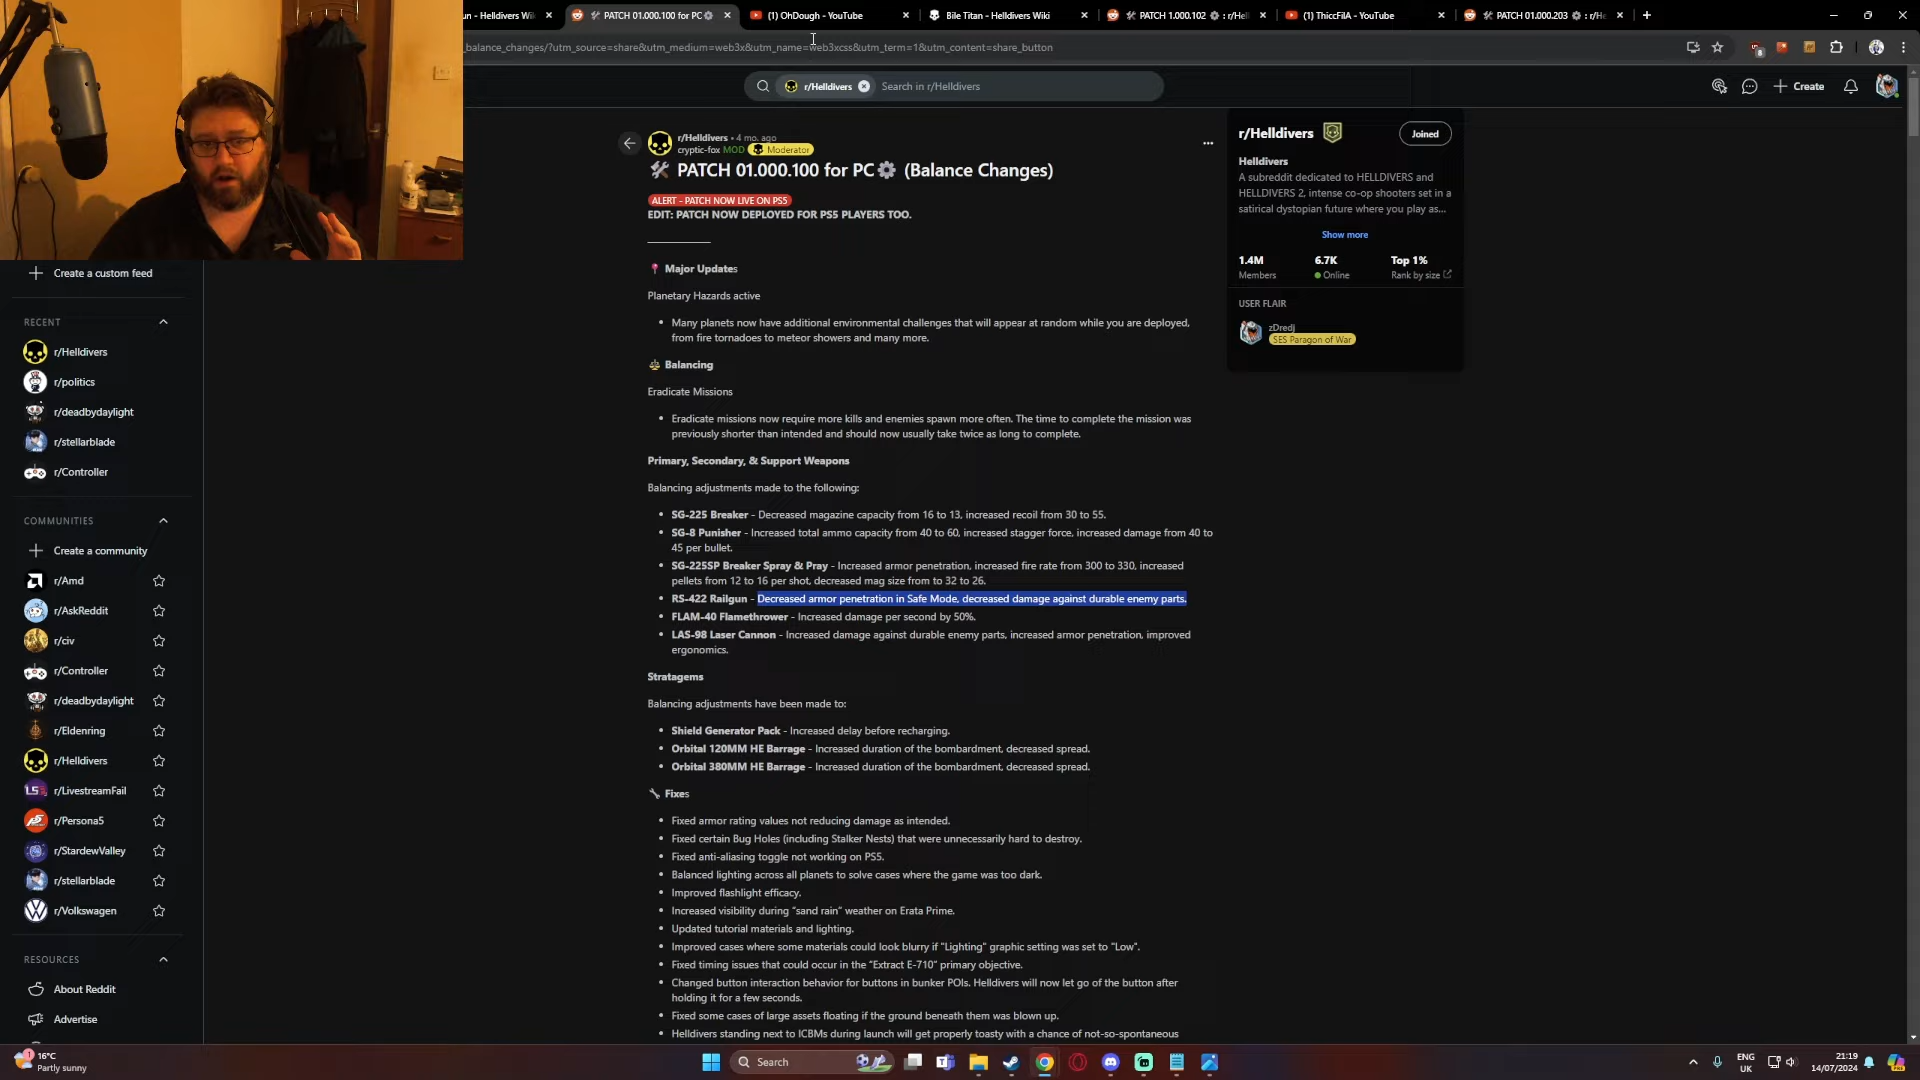 un - Helldivers Wi
PATCH 01.000.100 for PC
(1) OhDough - YouTube
Bile Titan - Helldivers Wiki
PATCH 1.000.102 : r/Hel
(1) ThiccFilA - YouTube
PATCH 01.000.203 : r/He
_balance_changes/?utm_source=share&utm_medium=web3x&utm_name=web3xcss&utm_term=1&utm_content=share_button
r/Helldivers
Search in r/Helldivers
Create
r/Helldivers • 4 mo. ago
cryptic-fox MOD Moderator
PATCH 01.000.100 for PC (Balance Changes)
ALERT - PATCH NOW LIVE ON PS5
EDIT: PATCH NOW DEPLOYED FOR PS5 PLAYERS TOO.
Major Updates
Planetary Hazards active
• Many planets now have additional environmental challenges that will appear at random while you are deployed,
from fire tornadoes to meteor showers and many more.
Balancing
Eradicate Missions
• Eradicate missions now require more kills and enemies spawn more often. The time to complete the mission was
previously shorter than intended and should now usually take twice as long to complete.
Primary, Secondary, & Support Weapons
Balancing adjustments made to the following:
• SG-225 Breaker - Decreased magazine capacity from 16 to 13, increased recoil from 30 to 55.
• SG-8 Punisher - Increased total ammo capacity from 40 to 60, increased stagger force, increased damage from 40 to
45 per bullet.
• SG-225SP Breaker Spray & Pray - Increased armor penetration, increased fire rate from 300 to 330, increased
pellets from 12 to 16 per shot, decreased mag size from to 32 to 26.
• RS-422 Railgun - Decreased armor penetration in Safe Mode, decreased damage against durable enemy parts.
• FLAM-40 Flamethrower - Increased damage per second by 50%.
• LAS-98 Laser Cannon - Increased damage against durable enemy parts, increased armor penetration, improved
ergonomics.
Stratagems
Balancing adjustments have been made to:
• Shield Generator Pack - Increased delay before recharging.
• Orbital 120MM HE Barrage - Increased duration of the bombardment, decreased spread.
• Orbital 380MM HE Barrage - Increased duration of the bombardment, decreased spread.
Fixes
• Fixed armor rating values not reducing damage as intended.
• Fixed certain Bug Holes (including Stalker Nests) that were unnecessarily hard to destroy.
• Fixed anti-aliasing toggle not working on PS5.
• Balanced lighting across all planets to solve cases where the game was too dark.
• Improved flashlight efficacy.
• Increased visibility during "sand rain" weather on Erata Prime.
• Updated tutorial materials and lighting.
• Improved cases where some materials could look blurry if "Lighting" graphic setting was set to "Low".
• Fixed timing issues that could occur in the "Extract E-710" primary objective.
• Changed button interaction behavior for buttons in bunker POIs. Helldivers will now let go of the button after
holding it for a few seconds.
• Fixed some cases of large assets floating if the ground beneath them was blown up.
• Helldivers standing next to ICBMs during launch will get properly toasty with a chance of not-so-spontaneous
r/Helldivers
Joined
Helldivers
A subreddit dedicated to HELLDIVERS and
HELLDIVERS 2, intense co-op shooters set in a
satirical dystopian future where you play as...
Show more
1.4M
Members
6.7K
Online
Top 1%
Rank by size
USER FLAIR
zDredj
SES Paragon of War
Create a custom feed
RECENT
r/Helldivers
r/politics
r/deadbydaylight
r/stellarblade
r/Controller
COMMUNITIES
Create a community
r/Amd
r/AskReddit
r/civ
r/Controller
r/deadbydaylight
r/Eldenring
r/Helldivers
r/LivestreamFail
r/Persona5
r/StardewValley
r/stellarblade
r/Volkswagen
RESOURCES
About Reddit
Advertise
16°C
Partly sunny
Search
ENG
UK
21:19
14/07/2024